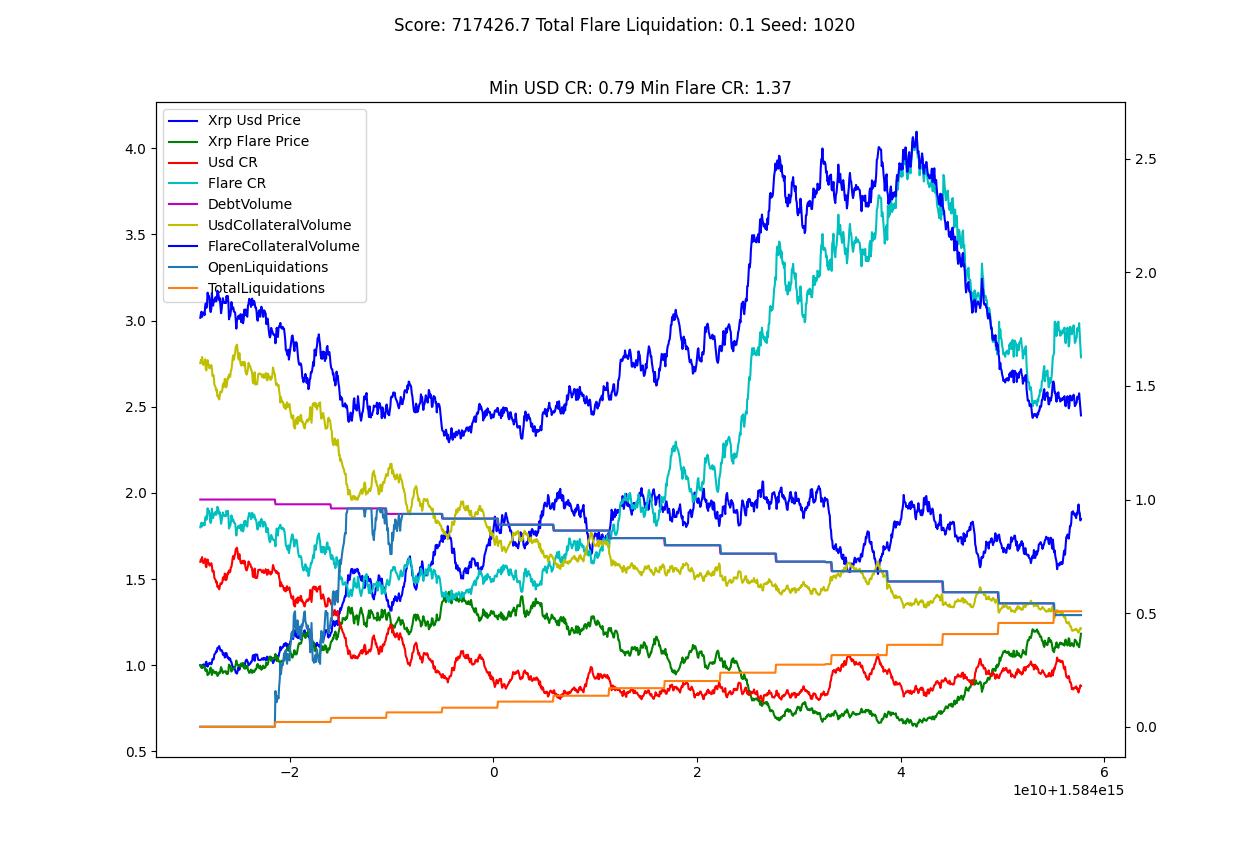 Score: 717426.7 Total Flare Liquidation: 0.1 Seed: 1020
Min USD CR: 0.79 Min Flare CR: 1.37
Xrp Usd Price
Xrp Flare Price
Usd CR
Flare CR
DebtVolume
UsdCollateralVolume
FlareCollateralVolume
OpenLiquidations
TotalLiquidations
4.0
3.5
3.0
2.5
2.0
1.5
1.0
0.5
2.5
2.0
1.5
1.0
0.5
0.0
−2 0 2 4 6
1e10+1.584e15